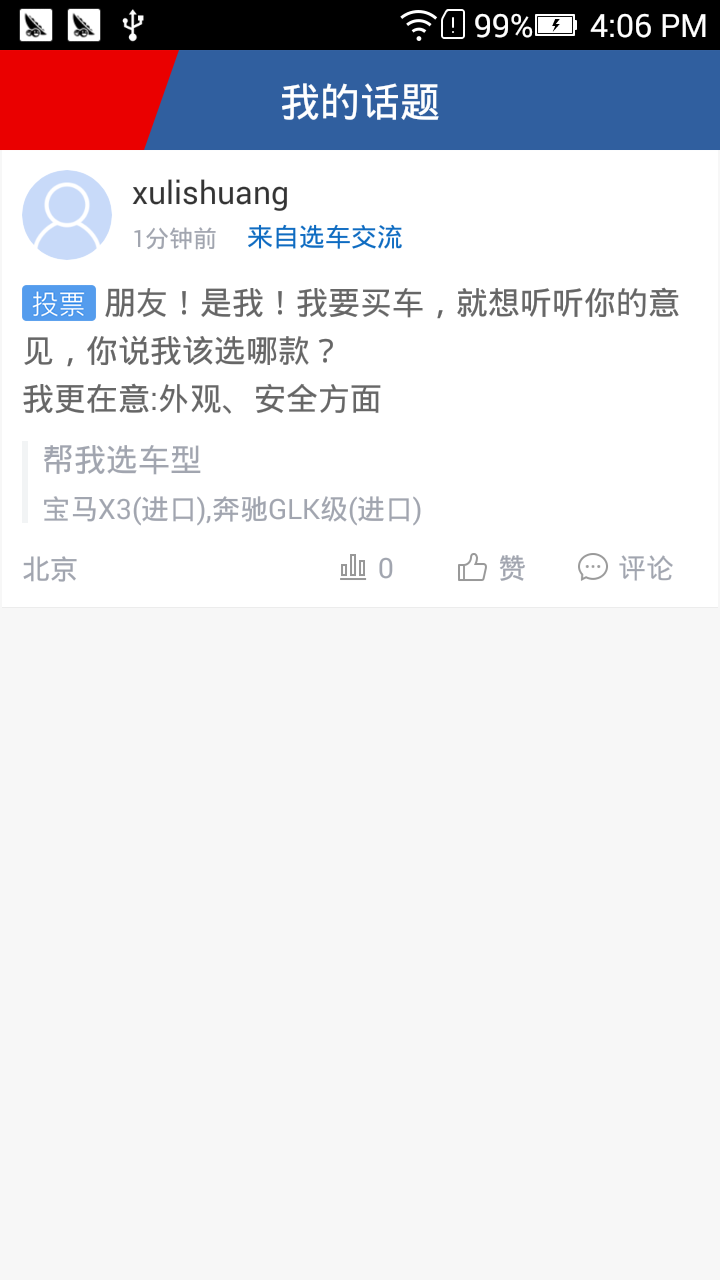 99% 4:06 PM
我的话题
xulishuang
1分钟前 来自选车交流
投票 朋友！是我！我要买车，就想听听你的意
见，你说我该选哪款？
我更在意:外观、安全方面
帮我选车型
宝马X3(进口),奔驰GLK级(进口)
北京 0 赞 评论